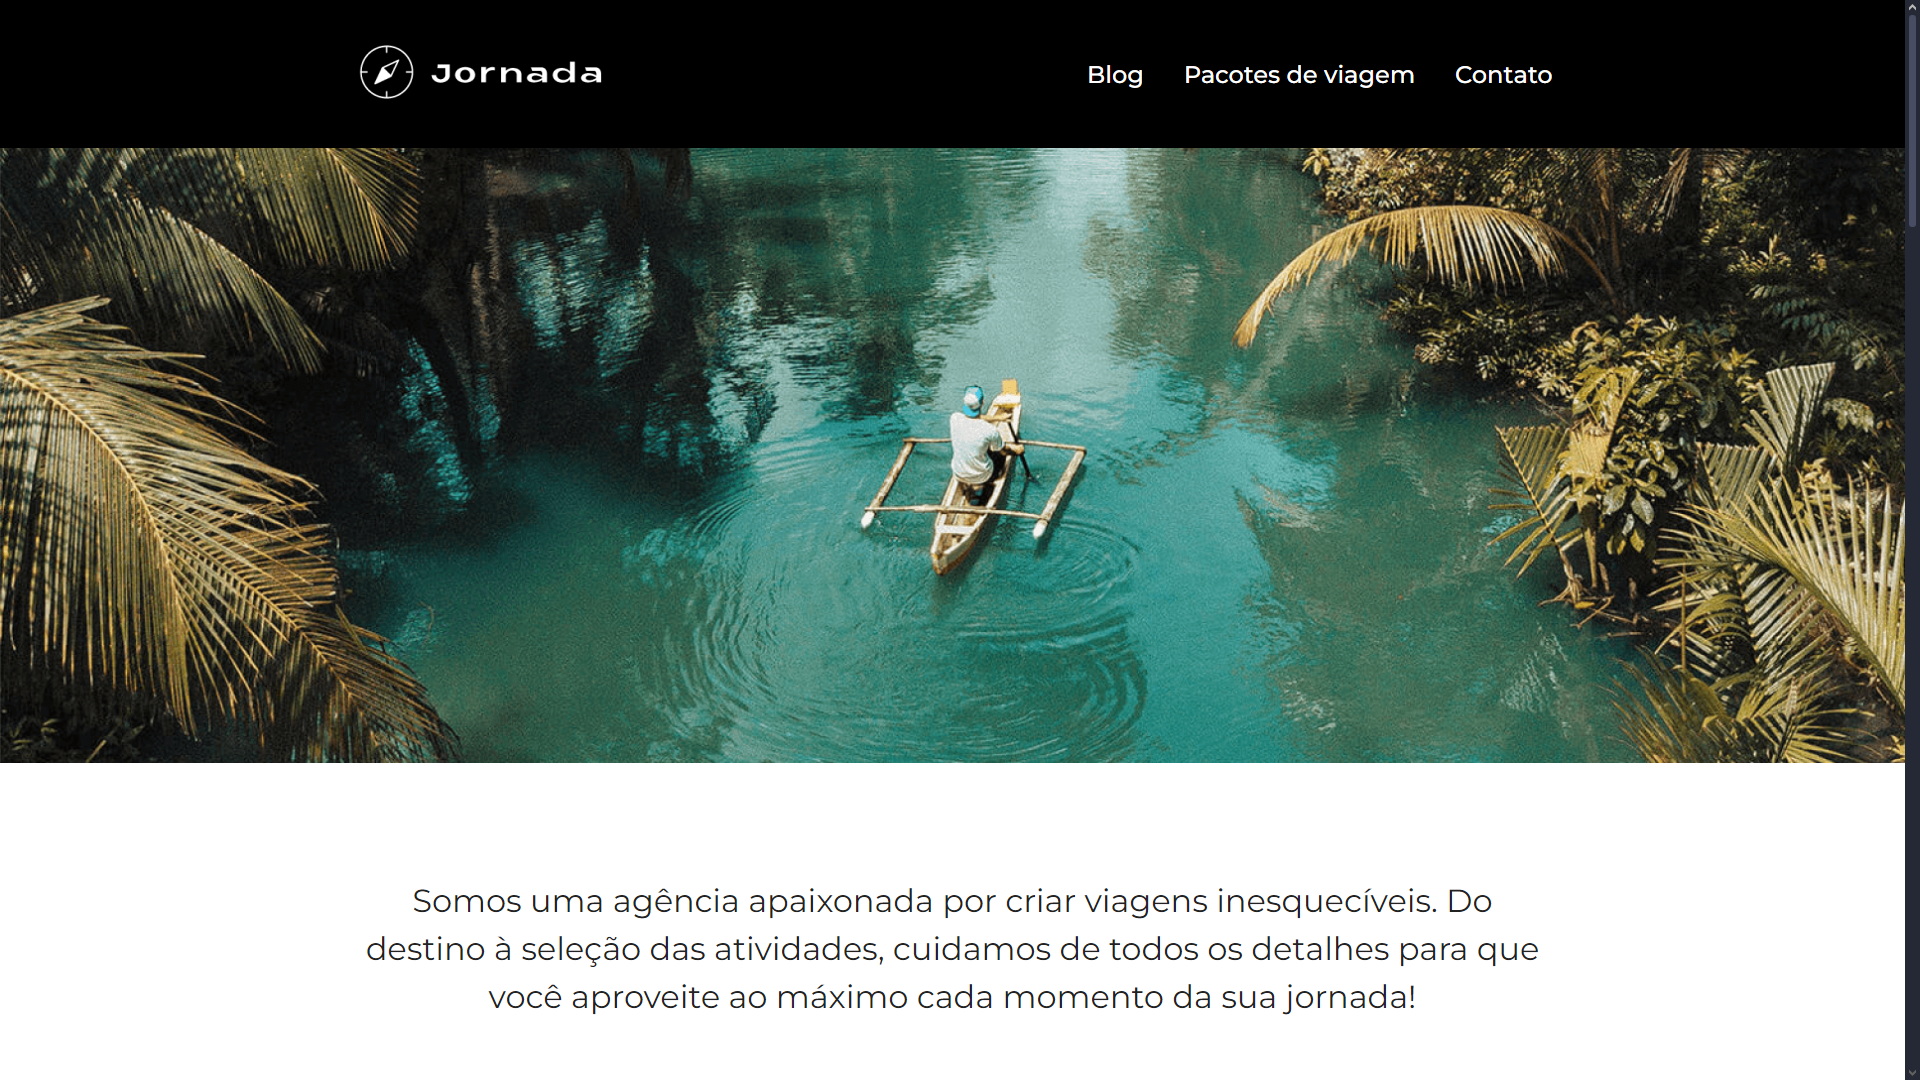 Jornada
Blog
Pacotes de viagem
Contato
Somos uma agência apaixonada por criar viagens inesquecíveis. Do
destino à seleção das atividades, cuidamos de todos os detalhes para que
você aproveite ao máximo cada momento da sua jornada!